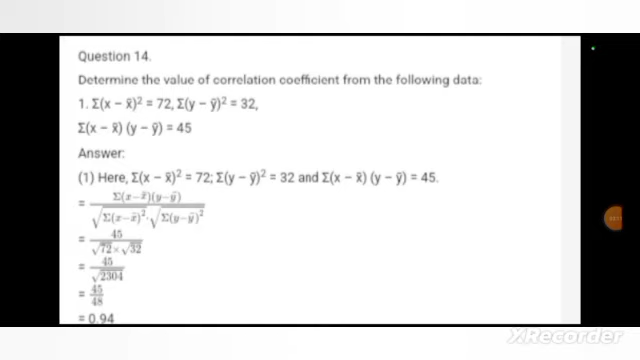 Question 14.
Determine the value of correlation coefficient from the following data:
1. Σ(x – x̄)² = 72, Σ(y – ȳ)² = 32,
Σ(x – x̄) (y – ȳ) = 45
Answer:
(1) Here, Σ(x – x̄)² = 72; Σ(y – ȳ)² = 32 and Σ(x – x̄) (y – ȳ) = 45.
= Σ(x–x̄)(y–ȳ) / √Σ(x–x̄)² · √Σ(y–ȳ)²
= 45 / √72 × √32
= 45 / √2304
= 45/48
= 0.94
XRecorder